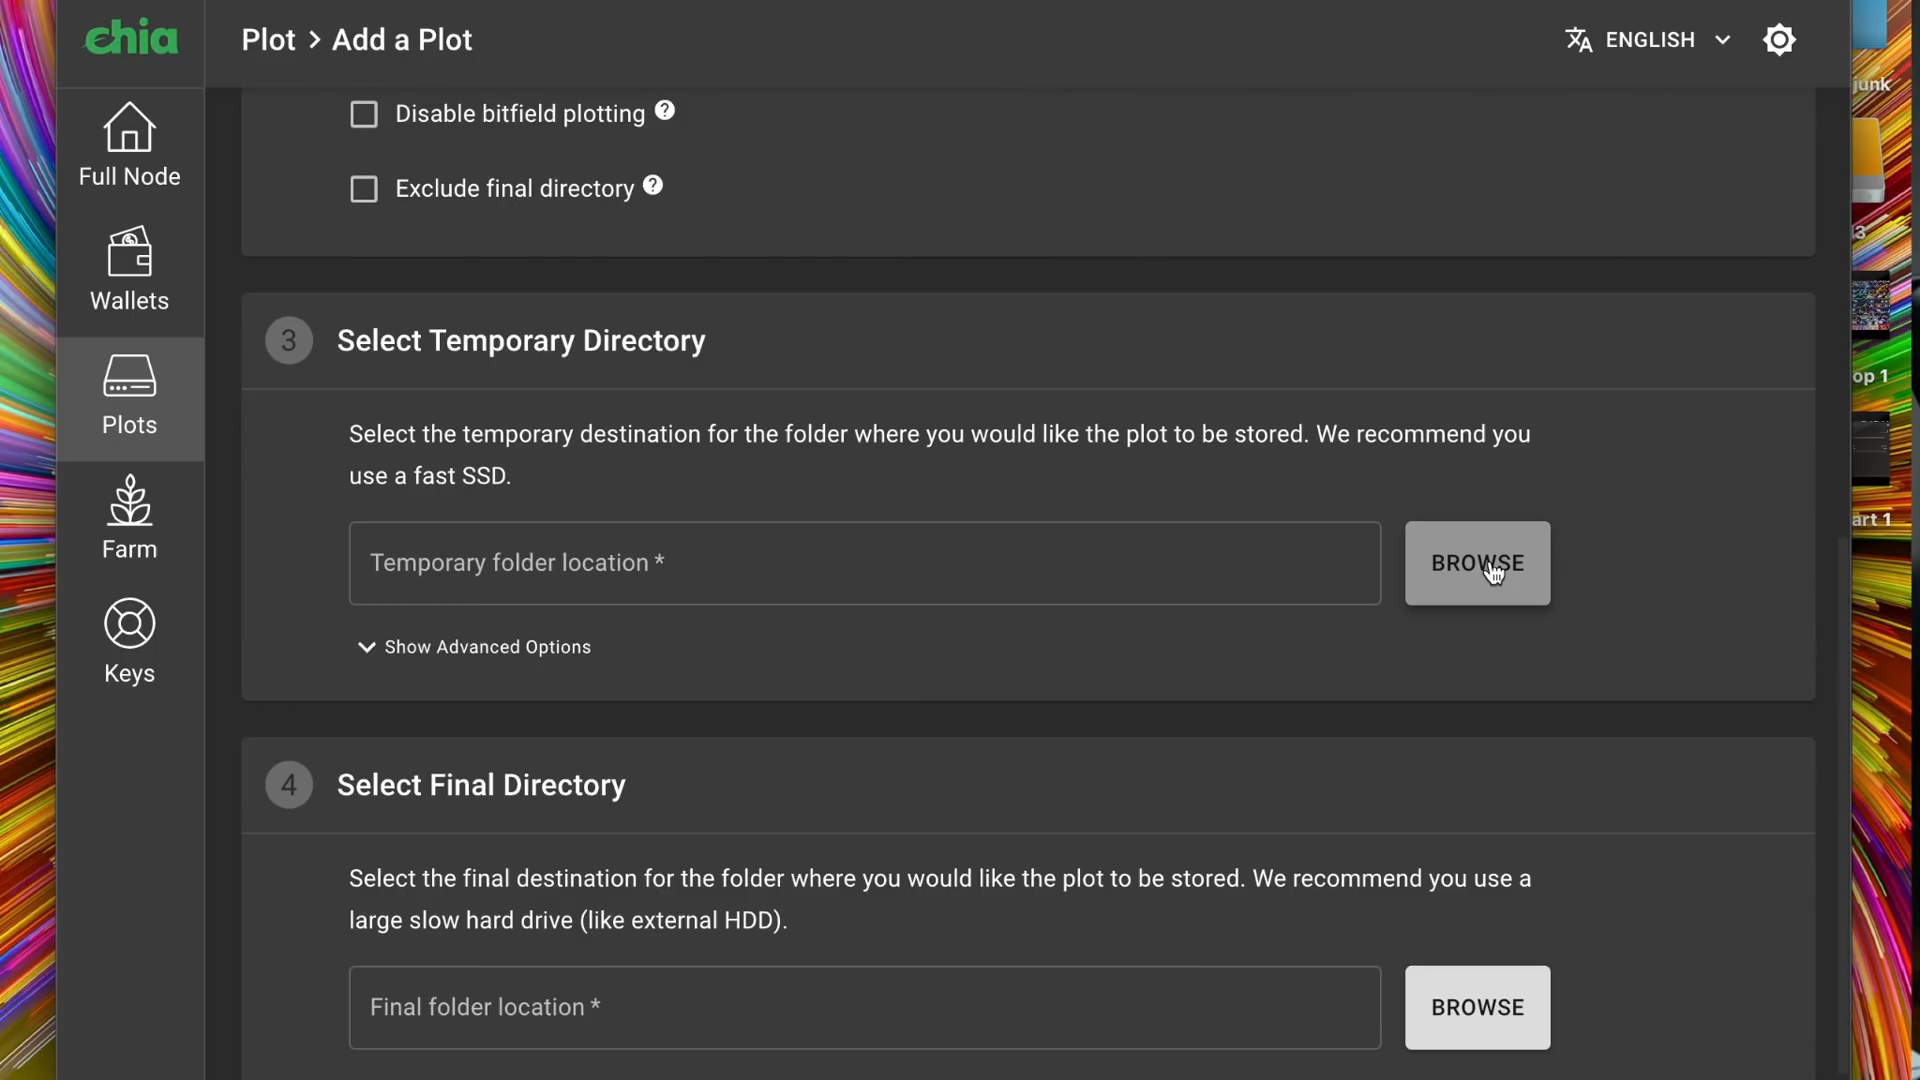 chia
Plot > Add a Plot
ENGLISH
Full Node
Wallets
Plots
Farm
Keys
Disable bitfield plotting ?
Exclude final directory ?
3 Select Temporary Directory
Select the temporary destination for the folder where you would like the plot to be stored. We recommend you
use a fast SSD.
Temporary folder location *
BROWSE
Show Advanced Options
4 Select Final Directory
Select the final destination for the folder where you would like the plot to be stored. We recommend you use a
large slow hard drive (like external HDD).
Final folder location *
BROWSE
junk
op 1
art 1